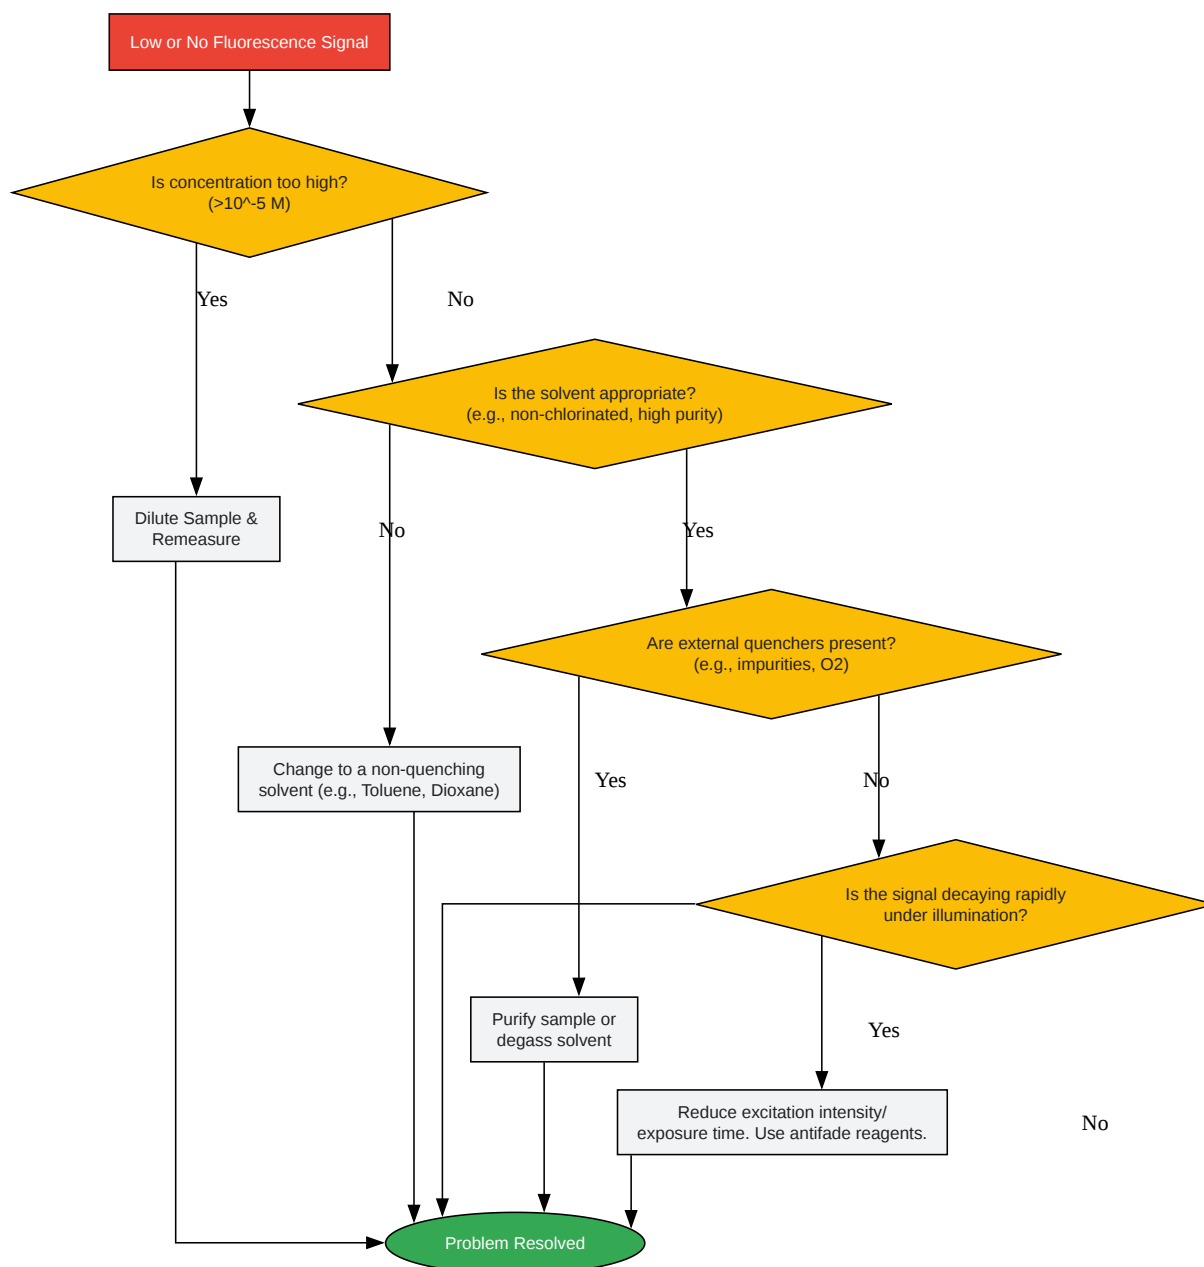 Low or No Fluorescence Signal
Is concentration too high?
(>10^-5 M)
Yes
No
Is the solvent appropriate?
(e.g., non-chlorinated, high purity)
Dilute Sample &
Remeasure
No
Yes
Are external quenchers present?
(e.g., impurities, O2)
Change to a non-quenching
solvent (e.g., Toluene, Dioxane)
Yes
No
Is the signal decaying rapidly
under illumination?
Purify sample or
degass solvent
Yes
Reduce excitation intensity/
exposure time. Use antifade reagents.
No
Problem Resolved